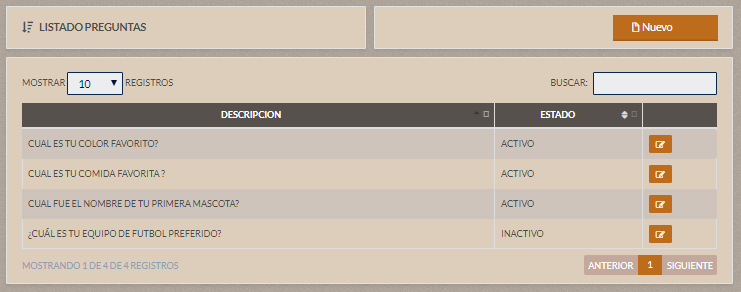 LISTADO PREGUNTAS
Nuevo
MOSTRAR 10 REGISTROS
BUSCAR:
DESCRIPCION ESTADO
CUAL ES TU COLOR FAVORITO? ACTIVO
CUAL ES TU COMIDA FAVORITA ? ACTIVO
CUAL FUE EL NOMBRE DE TU PRIMERA MASCOTA? ACTIVO
¿CUÁL ES TU EQUIPO DE FUTBOL PREFERIDO? INACTIVO
MOSTRANDO 1 DE 4 DE 4 REGISTROS
ANTERIOR 1 SIGUIENTE